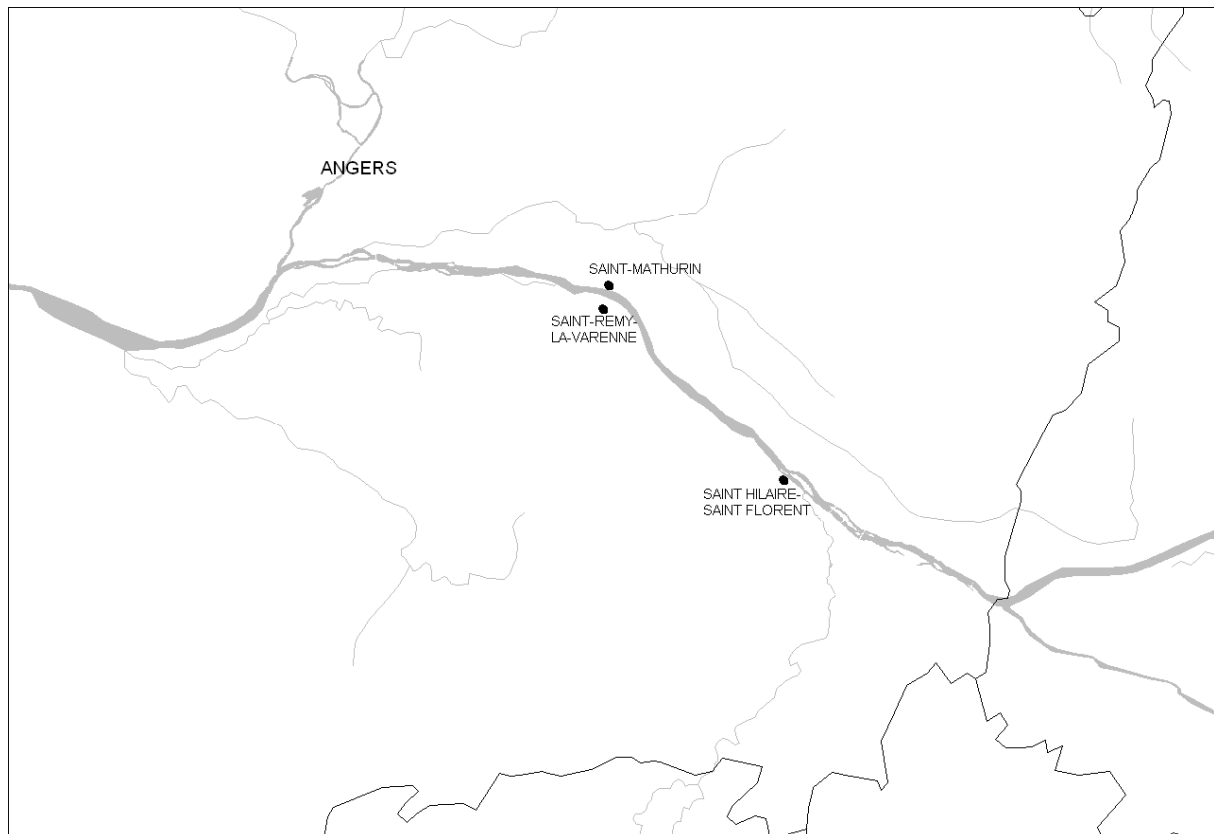 ANGERS
SAINT-MATHURIN
SAINT-REMY-
LA-VARENNE
SAINT HILAIRE-
SAINT FLORENT